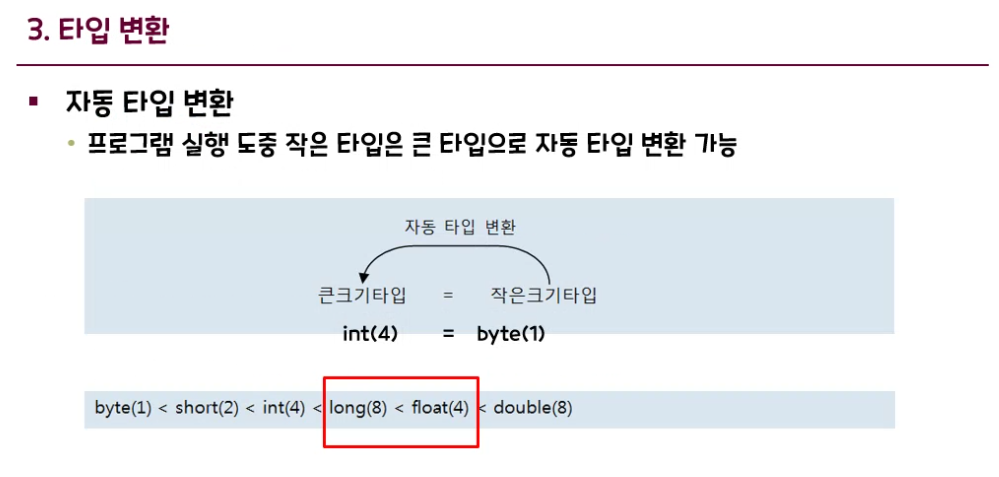 3. 타입 변환
▪ 자동 타입 변환
• 프로그램 실행 도중 작은 타입은 큰 타입으로 자동 타입 변환 가능
자동 타입 변환
큰크기타입 = 작은크기타입
int(4) = byte(1)
byte(1) < short(2) < int(4) < long(8) < float(4) < double(8)